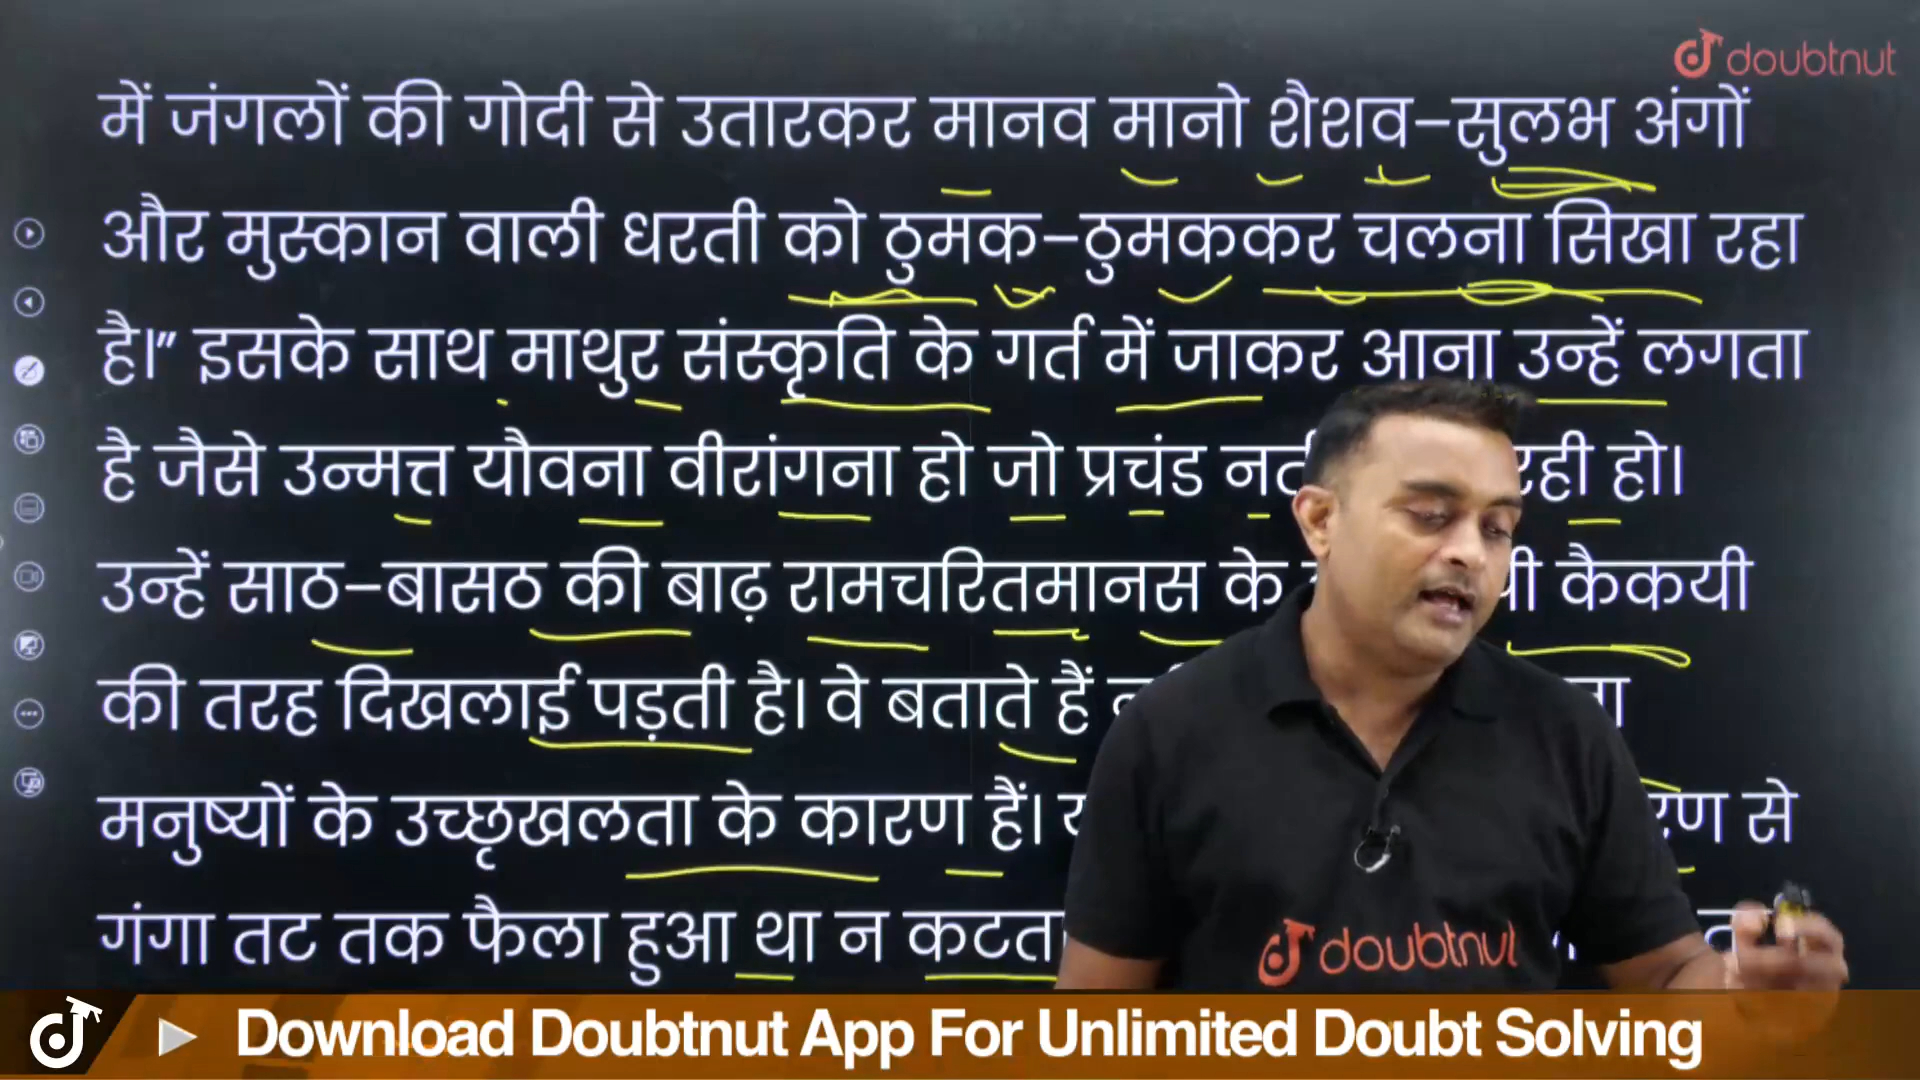 doubtnut
में जंगलों की गोदी से उतारकर मानव मानो शैशव–सुलभ अंगों
और मुस्कान वाली धरती को ठुमक–ठुमककर चलना सिखा रहा
है।” इसके साथ माथुर संस्कृति के गर्त में जाकर आना उन्हें लगता
है जैसे उन्मत्त यौवना वीरांगना हो जो प्रचंड रही हो।
उन्हें साठ–बासठ की बाढ़ रामचरितमानस के कैकयी
की तरह दिखलाई पड़ती है। वे बताते हैं
मनुष्यों के उच्छृखलता के कारण हैं। से
गंगा तट तक फैला हुआ था न
doubtnut
Download Doubtnut App For Unlimited Doubt Solving